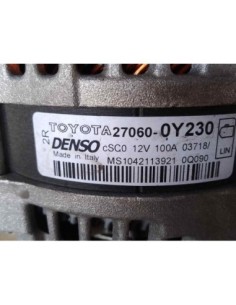 2R
TOYOTA 27060-0Y230
DENSO cSC0 12V 100A 03718/
Made in Italy MS1042113921 0Q090
LIN